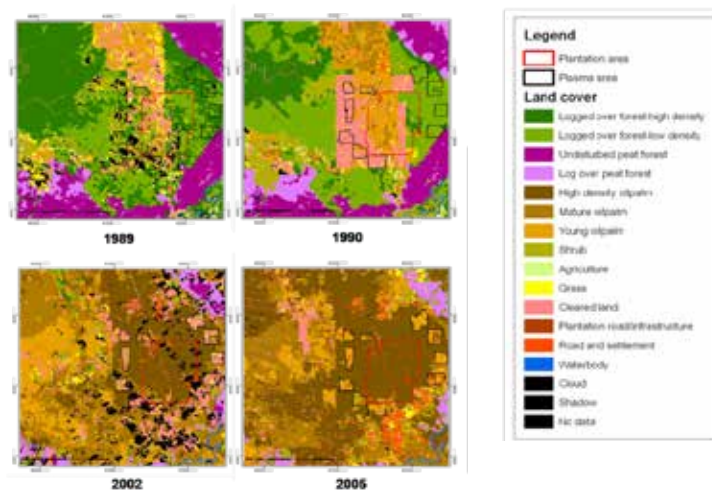 1989
1990
2002
2005
Legend
Plantation area
Plasma area
Land cover
Logged over forest-high density
Logged over forest-low density
Undisturbed peat forest
Log over peat forest
High density oilpalm
Mature oilpalm
Young oilpalm
Shrub
Agriculture
Grass
Cleared land
Plantation road/infrastructure
Road and settlement
Waterbody
Cloud
Shadow
No data